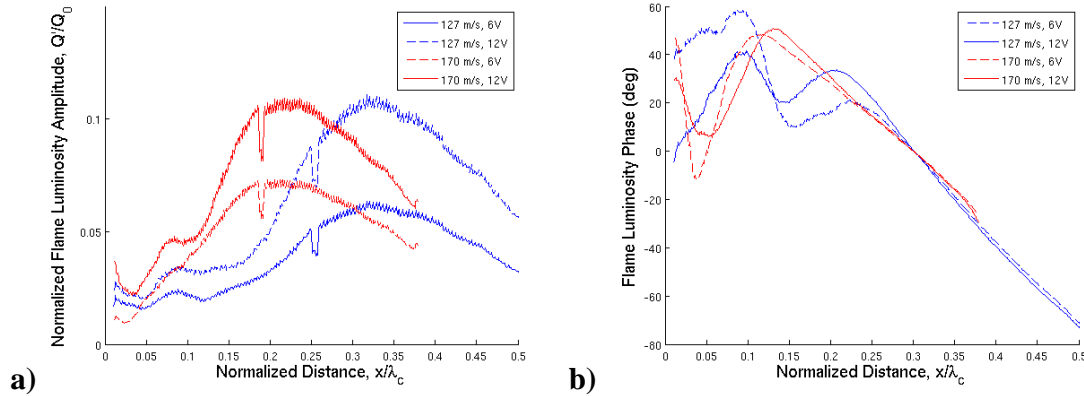 127 m/s, 6V
127 m/s, 12V
170 m/s, 6V
170 m/s, 12V
0.1
0.05
0
Normalized Flame Luminosity Amplitude, Q'/Q0
0 0.05 0.1 0.15 0.2 0.25 0.3 0.35 0.4 0.45 0.5
Normalized Distance, x/λc
a)
127 m/s, 6V
127 m/s, 12V
170 m/s, 6V
170 m/s, 12V
60
40
20
0
-20
-40
-60
-80
Flame Luminosity Phase (deg)
0 0.05 0.1 0.15 0.2 0.25 0.3 0.35 0.4 0.45 0.5
Normalized Distance, x/λc
b)